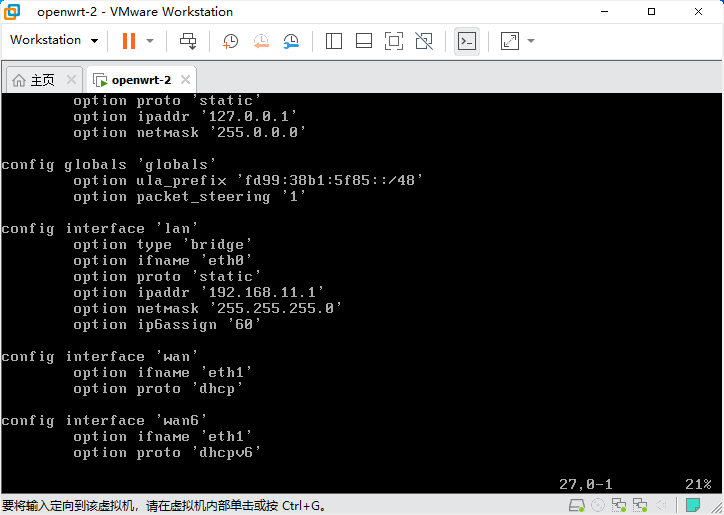 openwrt-2 - VMware Workstation
Workstation
主页
openwrt-2
option proto 'static'
option ipaddr '127.0.0.1'
option netmask '255.0.0.0'
config globals 'globals'
option ula_prefix 'fd99:38b1:5f85::/48'
option packet_steering '1'
config interface 'lan'
option type 'bridge'
option ifname 'eth0'
option proto 'static'
option ipaddr '192.168.11.1'
option netmask '255.255.255.0'
option ip6assign '60'
config interface 'wan'
option ifname 'eth1'
option proto 'dhcp'
config interface 'wan6'
option ifname 'eth1'
option proto 'dhcpv6'
27,0-1 21%
要将输入定向到该虚拟机，请在虚拟机内部单击或按 Ctrl+G。